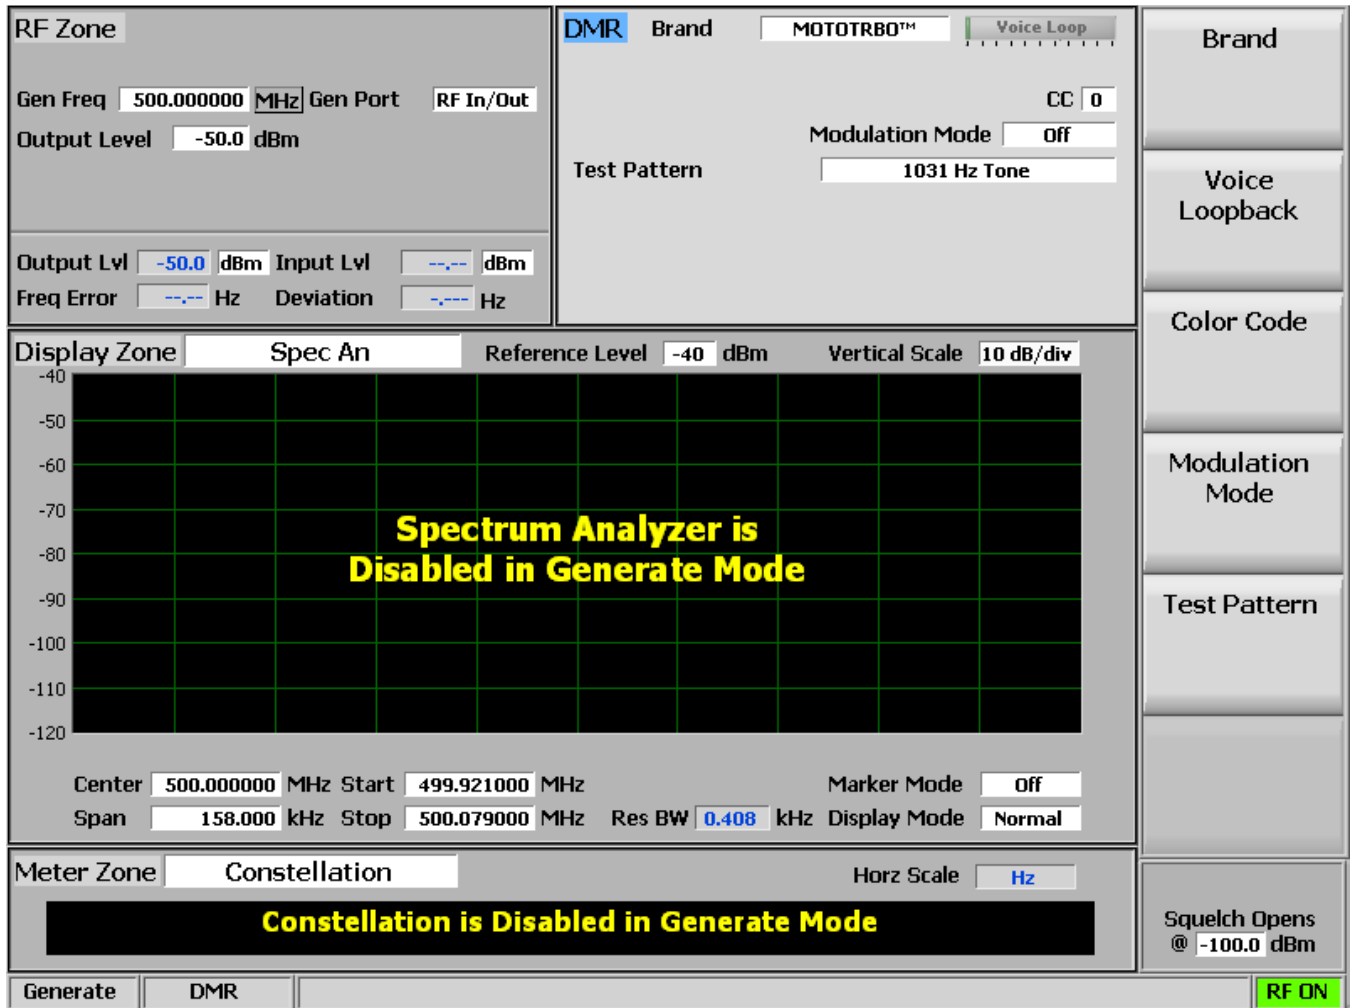 RF Zone
Gen Freq 500.000000 MHz Gen Port RF In/Out
Output Level -50.0 dBm
Output Lvl -50.0 dBm Input Lvl --.-- dBm
Freq Error --.-- Hz Deviation -.--- Hz
DMR Brand MOTOTRBO™ Voice Loop
CC 0
Modulation Mode Off
Test Pattern 1031 Hz Tone
Display Zone Spec An Reference Level -40 dBm Vertical Scale 10 dB/div
-40
-50
-60
-70
-80
-90
-100
-110
-120
Spectrum Analyzer is
Disabled in Generate Mode
Center 500.000000 MHz Start 499.921000 MHz Marker Mode Off
Span 158.000 kHz Stop 500.079000 MHz Res BW 0.408 kHz Display Mode Normal
Meter Zone Constellation Horz Scale Hz
Constellation is Disabled in Generate Mode
Brand
Voice
Loopback
Color Code
Modulation
Mode
Test Pattern
Squelch Opens
@ -100.0 dBm
Generate DMR RF ON